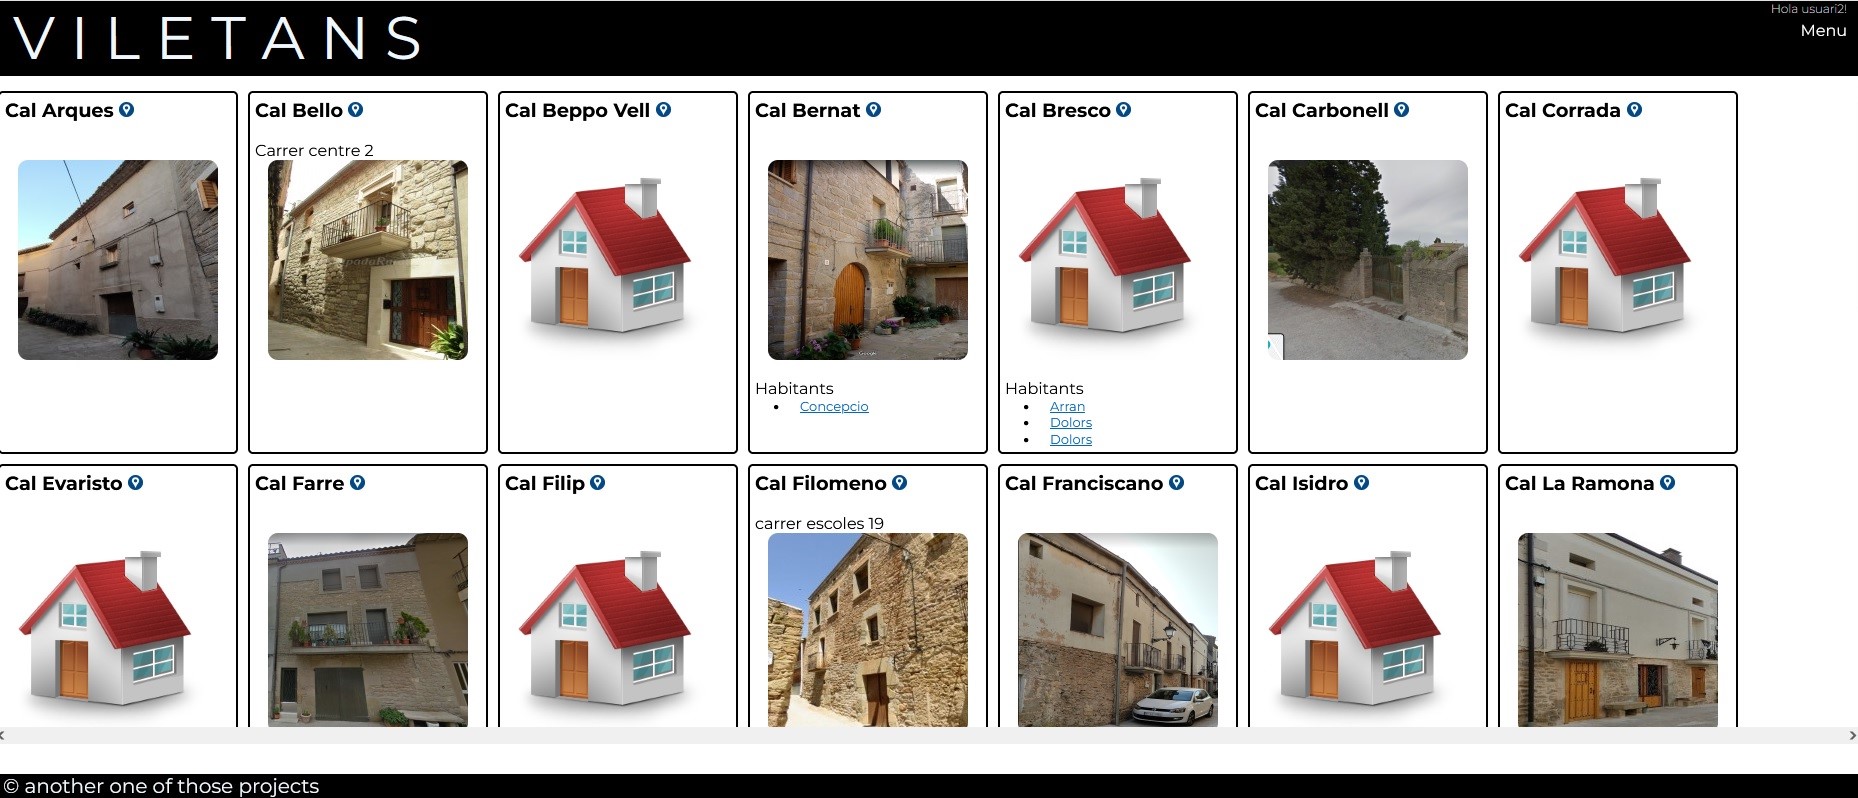 VILETANS
Hola usuari2!
Menu
Cal Arques
Cal Bello
Carrer centre 2
Cal Beppo Vell
Cal Bernat
Habitants
Concepcio
Cal Bresco
Habitants
Arran
Dolors
Dolors
Cal Carbonell
Cal Corrada
Cal Evaristo
Cal Farre
Cal Filip
Cal Filomeno
carrer escoles 19
Cal Franciscano
Cal Isidro
Cal La Ramona
© another one of those projects